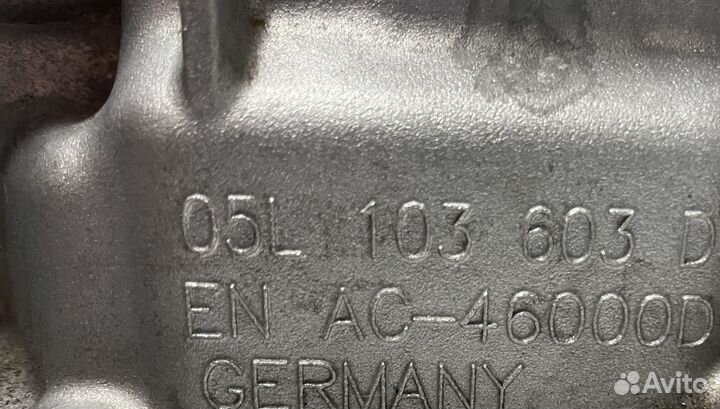 05L 103 603 D
EN AC-46000D
GERMANY
Avito